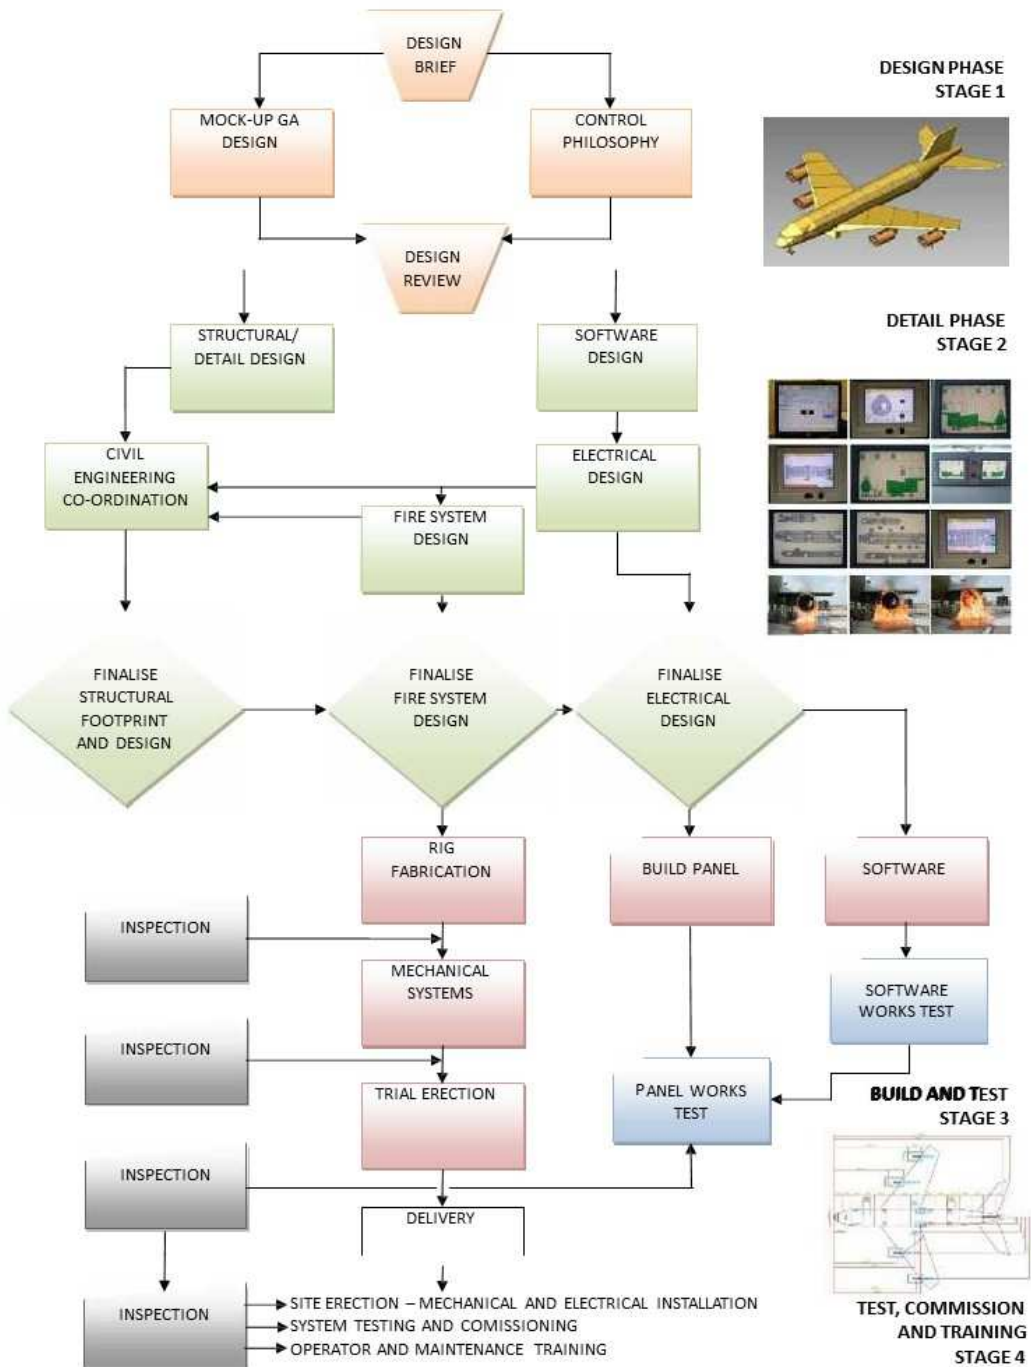 DESIGN
BRIEF
DESIGN PHASE
STAGE 1
MOCK-UP GA
DESIGN
CONTROL
PHILOSOPHY
DESIGN
REVIEW
DETAIL PHASE
STAGE 2
STRUCTURAL/
DETAIL DESIGN
SOFTWARE
DESIGN
CIVIL
ENGINEERING
CO-ORDINATION
ELECTRICAL
DESIGN
FIRE SYSTEM
DESIGN
FINALISE
STRUCTURAL
FOOTPRINT
AND DESIGN
FINALISE
FIRE SYSTEM
DESIGN
FINALISE
ELECTRICAL
DESIGN
RIG
FABRICATION
BUILD PANEL
SOFTWARE
INSPECTION
MECHANICAL
SYSTEMS
SOFTWARE
WORKS TEST
INSPECTION
TRIAL ERECTION
PANEL WORKS
TEST
BUILD AND TEST
STAGE 3
INSPECTION
DELIVERY
INSPECTION
SITE ERECTION – MECHANICAL AND ELECTRICAL INSTALLATION
SYSTEM TESTING AND COMISSIONING
OPERATOR AND MAINTENANCE TRAINING
TEST, COMMISSION
AND TRAINING
STAGE 4